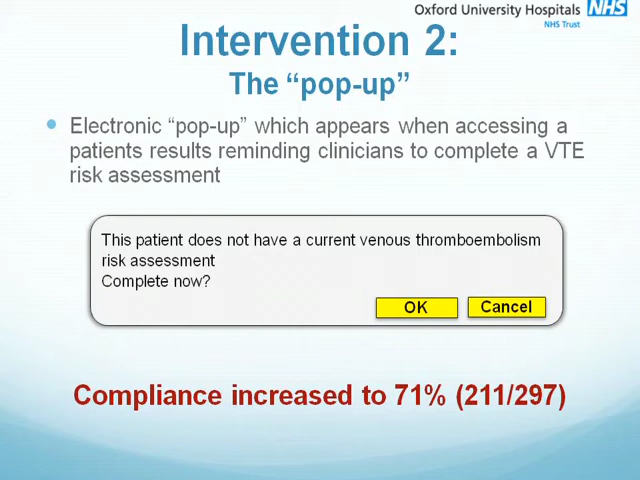 Oxford University Hospitals NHS
NHS Trust
Intervention 2:
The “pop-up”
Electronic “pop-up” which appears when accessing a
patients results reminding clinicians to complete a VTE
risk assessment
This patient does not have a current venous thromboembolism
risk assessment
Complete now?
OK Cancel
Compliance increased to 71% (211/297)